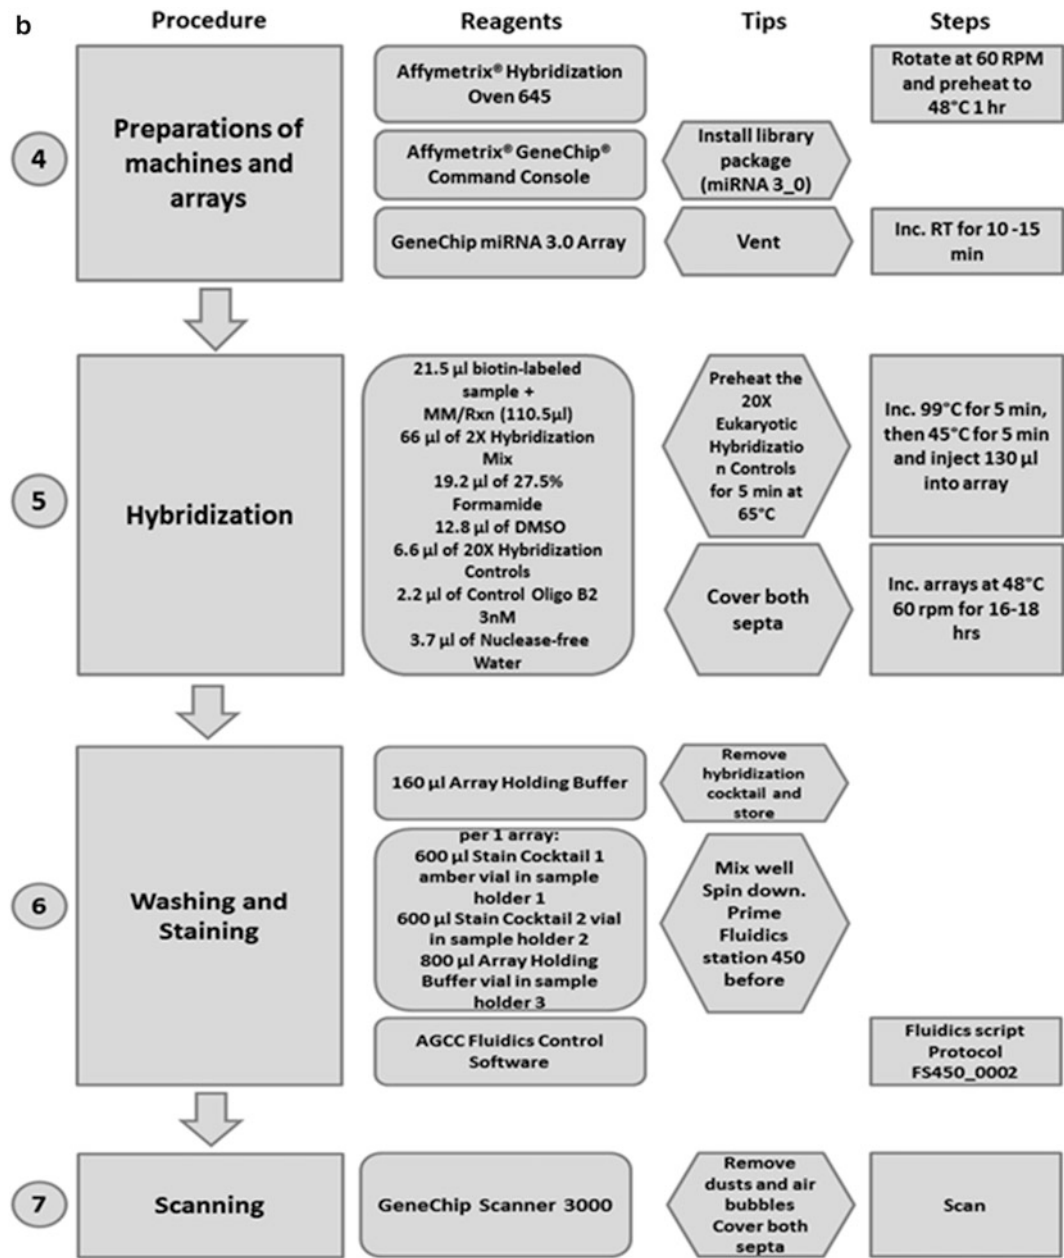 b
Procedure
Reagents
Tips
Steps
4
Preparations of
machines and
arrays
Affymetrix® Hybridization
Oven 645
Rotate at 60 RPM
and preheat to
48°C 1 hr
Affymetrix® GeneChip®
Command Console
Install library
package
(miRNA 3_0)
GeneChip miRNA 3.0 Array
Vent
Inc. RT for 10 -15
min
5
Hybridization
21.5 µl biotin-labeled
sample +
MM/Rxn (110.5µl)
66 µl of 2X Hybridization
Mix
19.2 µl of 27.5%
Formamide
12.8 µl of DMSO
6.6 µl of 20X Hybridization
Controls
2.2 µl of Control Oligo B2
3nM
3.7 µl of Nuclease-free
Water
Preheat the
20X
Eukaryotic
Hybridizatio
n Controls
for 5 min at
65°C
Inc. 99°C for 5 min,
then 45°C for 5 min
and inject 130 µl
into array
Cover both
septa
Inc. arrays at 48°C
60 rpm for 16-18
hrs
6
Washing and
Staining
160 µl Array Holding Buffer
Remove
hybridization
cocktail and
store
per 1 array:
600 µl Stain Cocktail 1
amber vial in sample
holder 1
600 µl Stain Cocktail 2 vial
in sample holder 2
800 µl Array Holding
Buffer vial in sample
holder 3
Mix well
Spin down.
Prime
Fluidics
station 450
before
AGCC Fluidics Control
Software
Fluidics script
Protocol
FS450_0002
7
Scanning
GeneChip Scanner 3000
Remove
dusts and air
bubbles
Cover both
septa
Scan